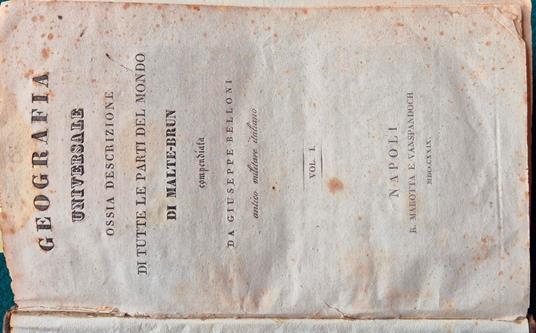 GEOGRAFIA
UNIVERSALE
OSSIA DESCRIZIONE
DI TUTTE LE PARTI DEL MONDO
DI MALTE-BRUN
compendiata
DA GIUSEPPE BELLONI
antico militare italiano
VOL. I.
NAPOLI
R. MAROTTA E VANSPANDOCH
MDCCCXXIX.